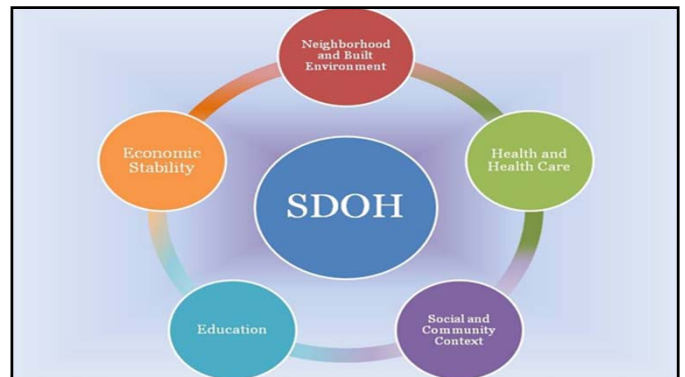 Neighborhood
and Built
Environment
Economic
Stability
SDOH
Health and
Health Care
Education
Social and
Community
Context